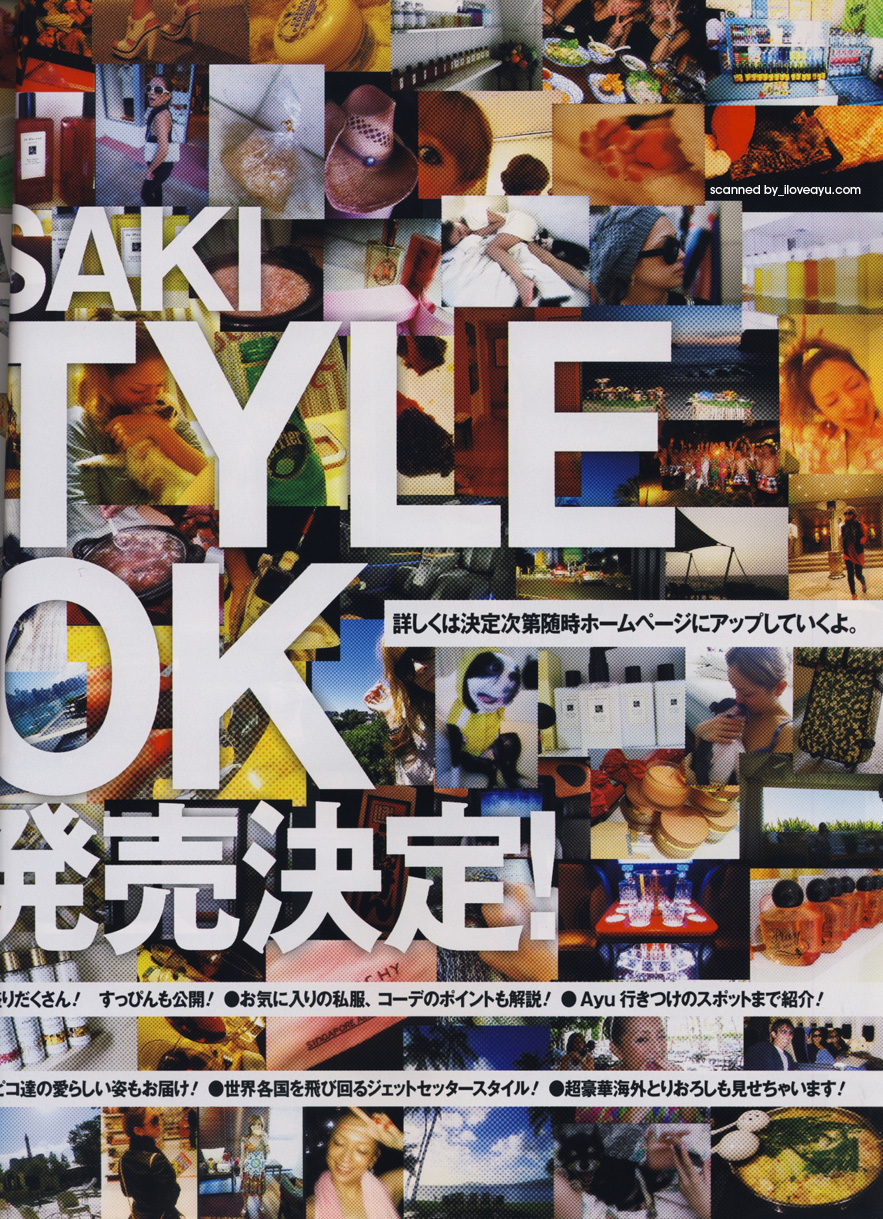 scanned by_iloveayu.com
SAKI
TYLE
詳しくは決定次第随時ホームページにアップしていくよ。
OK
発売決定!
りだくさん! すっぴんも公開! ●お気に入りの私服、コーデのポイントも解説! ●Ayu 行きつけのスポットまで紹介!
SINGAPORE
ピコ達の愛らしい姿もお届け! ●世界各国を飛び回るジェットセッタースタイル! ●超豪華海外とりおろしも見せちゃいます!